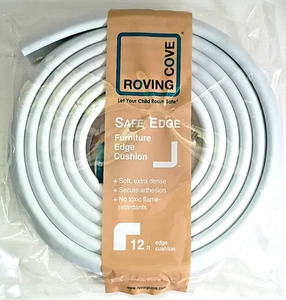 ROVING COVE
Let Your Child Roam Safe
SAFE EDGE
Furniture
Edge
Cushion
• Soft, extra dense
• Secure adhesion
• No toxic flame-
retardants
12 ft
edge
cushion